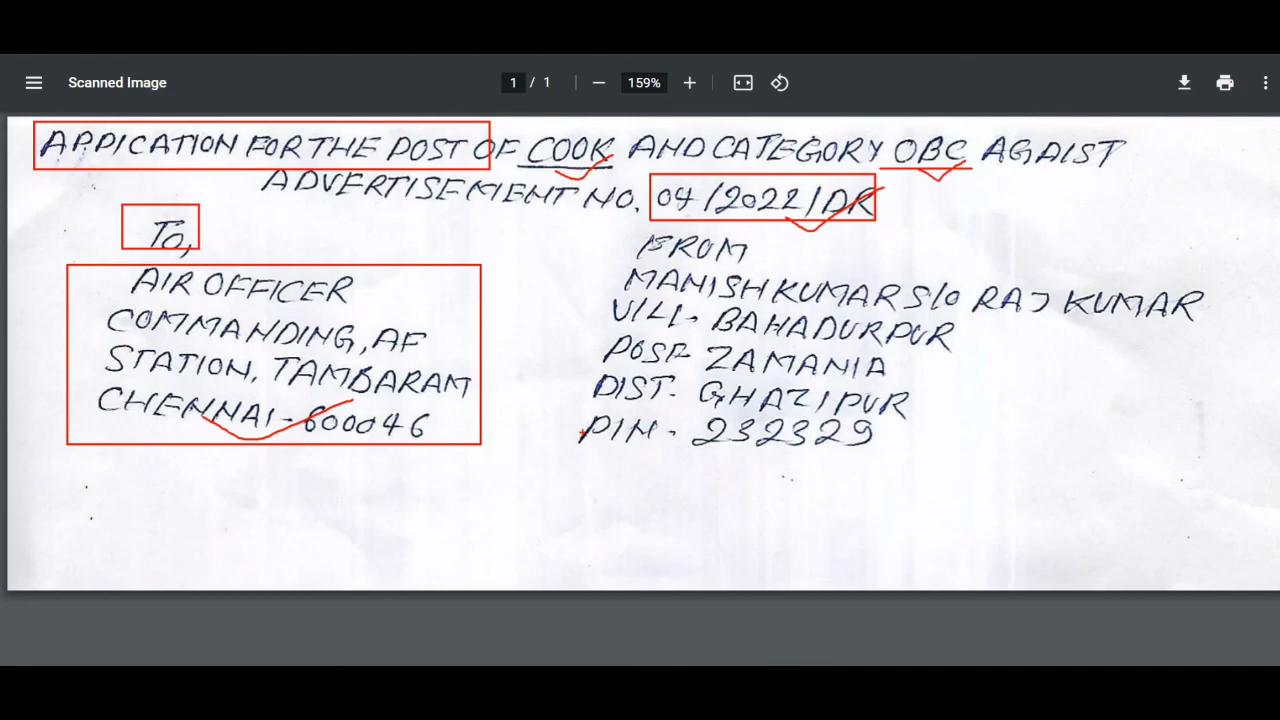 Scanned Image
1 / 1
159%
APPICATION FOR THE POST OF COOK AND CATEGORY OBC AGAIST
ADVERTISEMENT NO. 04/2022/DR
To,
AIR OFFICER
COMMANDING, AF
STATION, TAMBARAM
CHENNAI-600046
FROM
MANISH KUMAR S/O RAJ KUMAR
VILL- BAHADURPUR
POST- ZAMANIA
DIST- GHAZIPUR
PIN- 232329